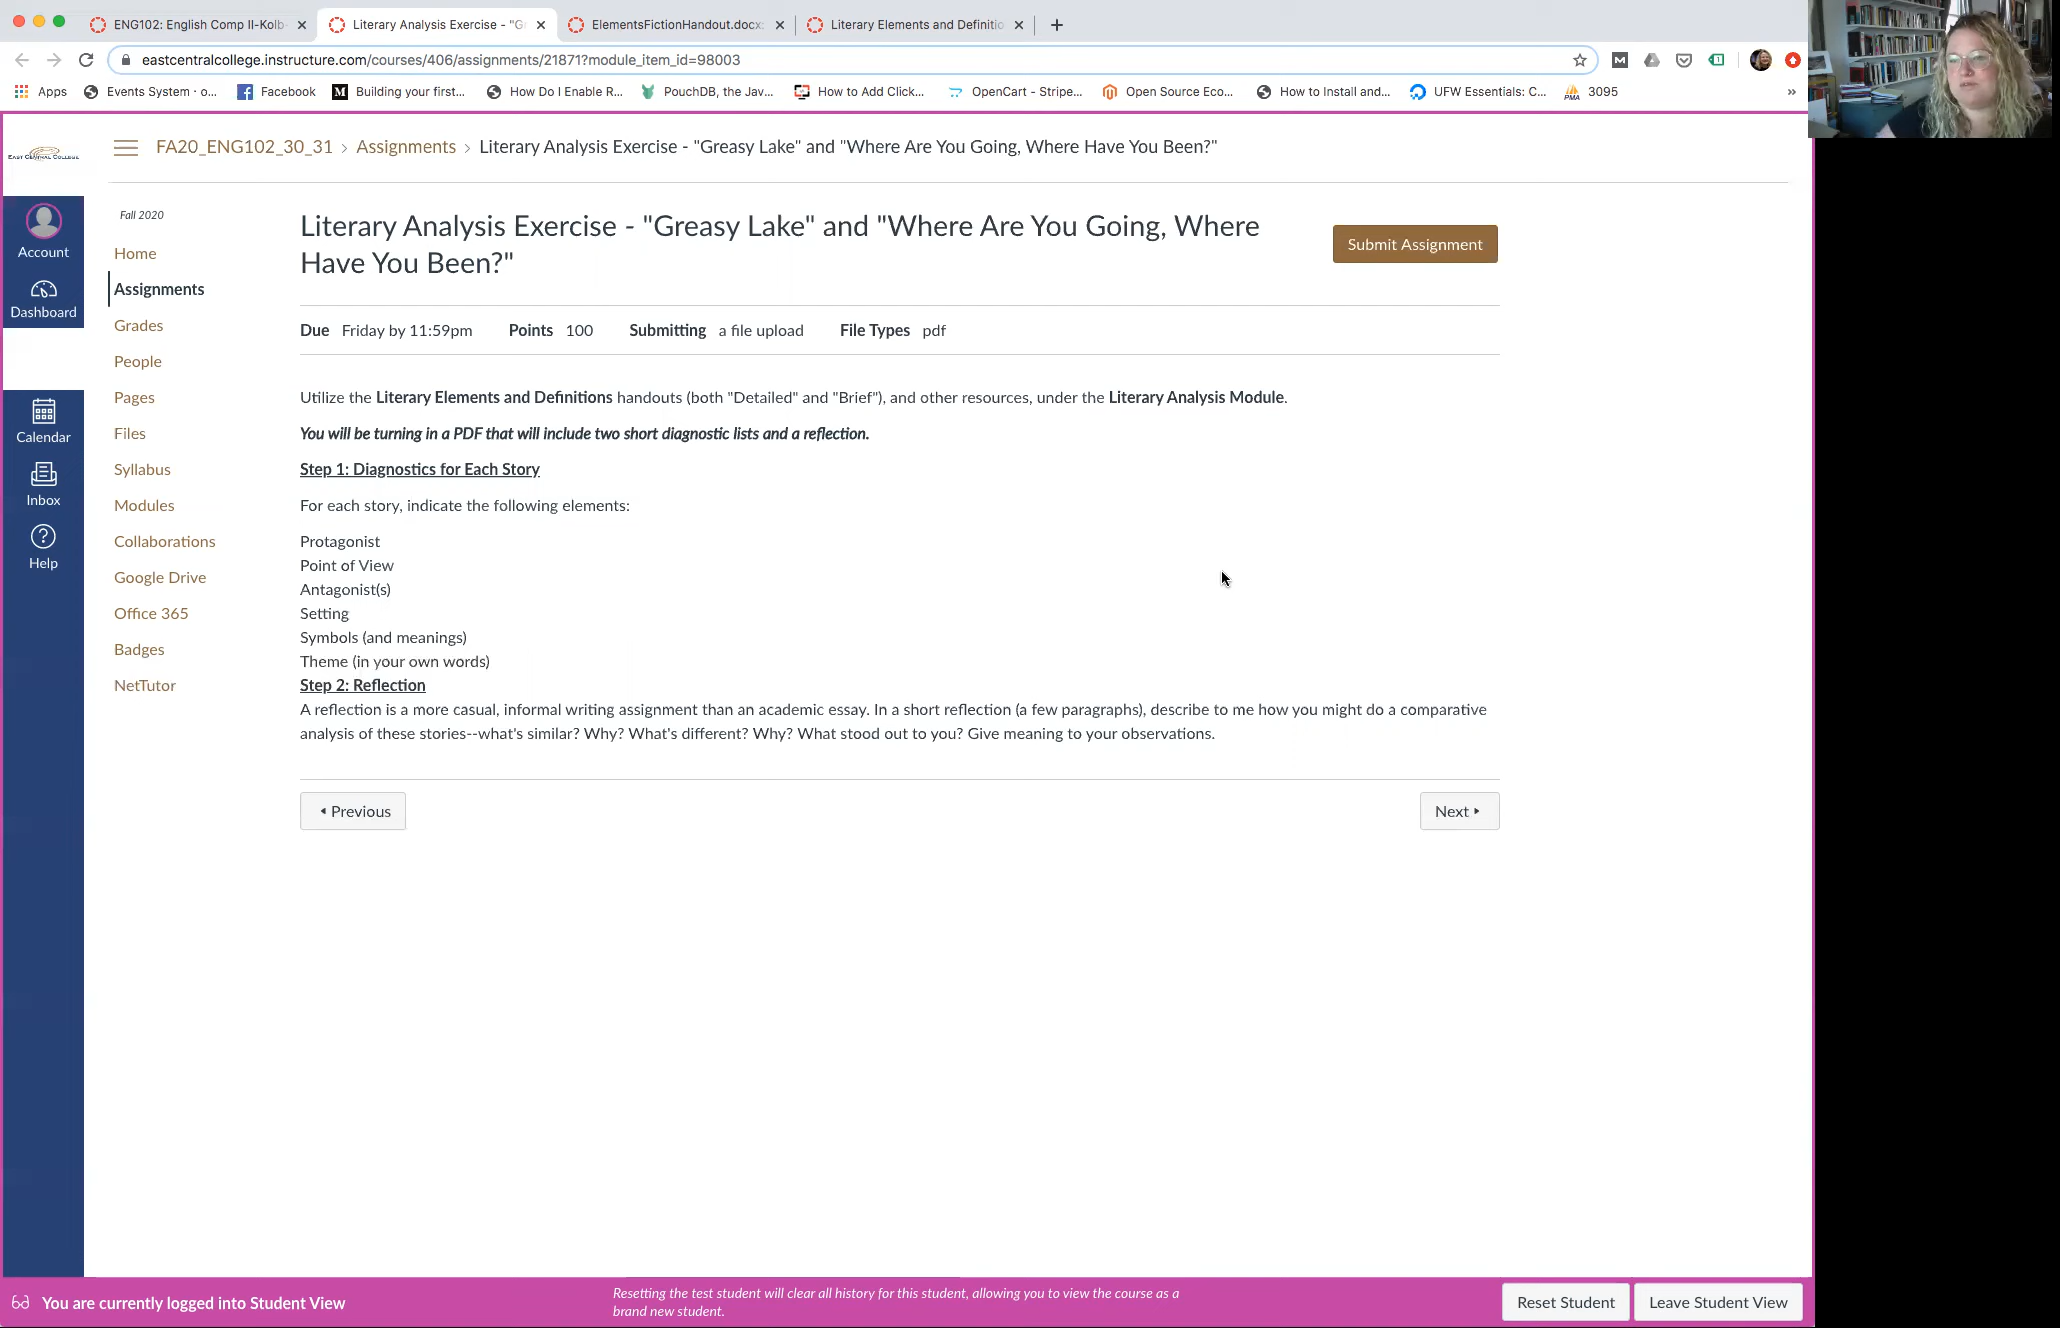 ENG102: English Comp II-Kolb
Literary Analysis Exercise - "G
ElementsFictionHandout.docx:
Literary Elements and Definitio
eastcentralcollege.instructure.com/courses/406/assignments/21871?module_item_id=98003
Apps
Events System · o...
Facebook
Building your first...
How Do I Enable R...
PouchDB, the Jav...
How to Add Click...
OpenCart - Stripe...
Open Source Eco...
How to Install and...
UFW Essentials: C...
3095
EAST CENTRAL COLLEGE
FA20_ENG102_30_31 › Assignments › Literary Analysis Exercise - "Greasy Lake" and "Where Are You Going, Where Have You Been?"
Account
Dashboard
Calendar
Inbox
Help
Fall 2020
Home
Assignments
Grades
People
Pages
Files
Syllabus
Modules
Collaborations
Google Drive
Office 365
Badges
NetTutor
Literary Analysis Exercise - "Greasy Lake" and "Where Are You Going, Where
Have You Been?"
Submit Assignment
Due Friday by 11:59pm Points 100 Submitting a file upload File Types pdf
Utilize the Literary Elements and Definitions handouts (both "Detailed" and "Brief"), and other resources, under the Literary Analysis Module.
You will be turning in a PDF that will include two short diagnostic lists and a reflection.
Step 1: Diagnostics for Each Story
For each story, indicate the following elements:
Protagonist
Point of View
Antagonist(s)
Setting
Symbols (and meanings)
Theme (in your own words)
Step 2: Reflection
A reflection is a more casual, informal writing assignment than an academic essay. In a short reflection (a few paragraphs), describe to me how you might do a comparative
analysis of these stories--what's similar? Why? What's different? Why? What stood out to you? Give meaning to your observations.
Previous
Next
You are currently logged into Student View
Resetting the test student will clear all history for this student, allowing you to view the course as a
brand new student.
Reset Student
Leave Student View